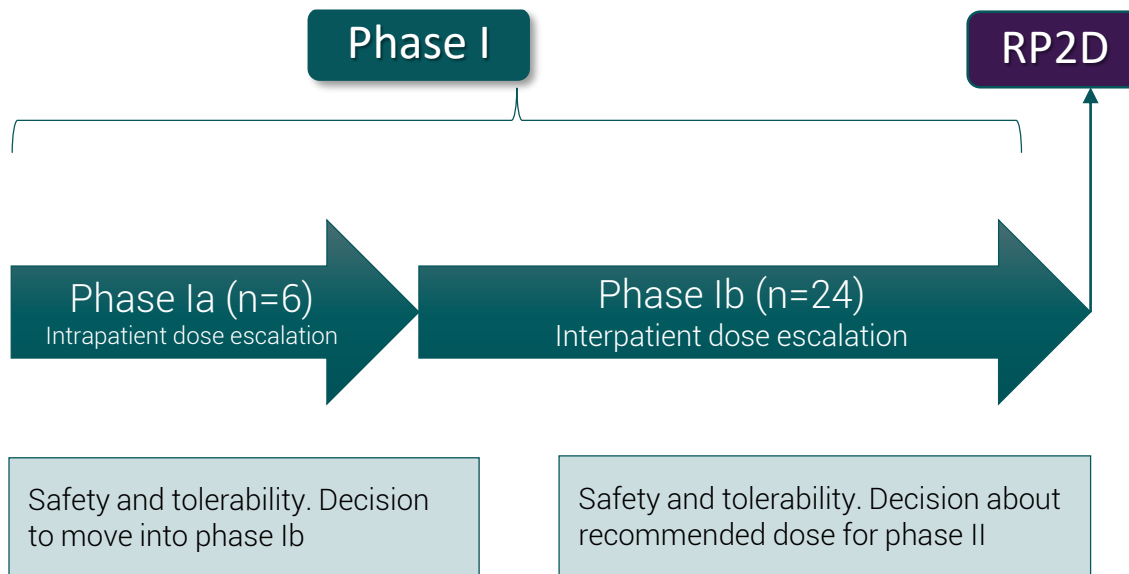 Phase I
RP2D
Phase Ia (n=6)
Intrapatient dose escalation
Phase Ib (n=24)
Interpatient dose escalation
Safety and tolerability. Decision
to move into phase Ib
Safety and tolerability. Decision about
recommended dose for phase II